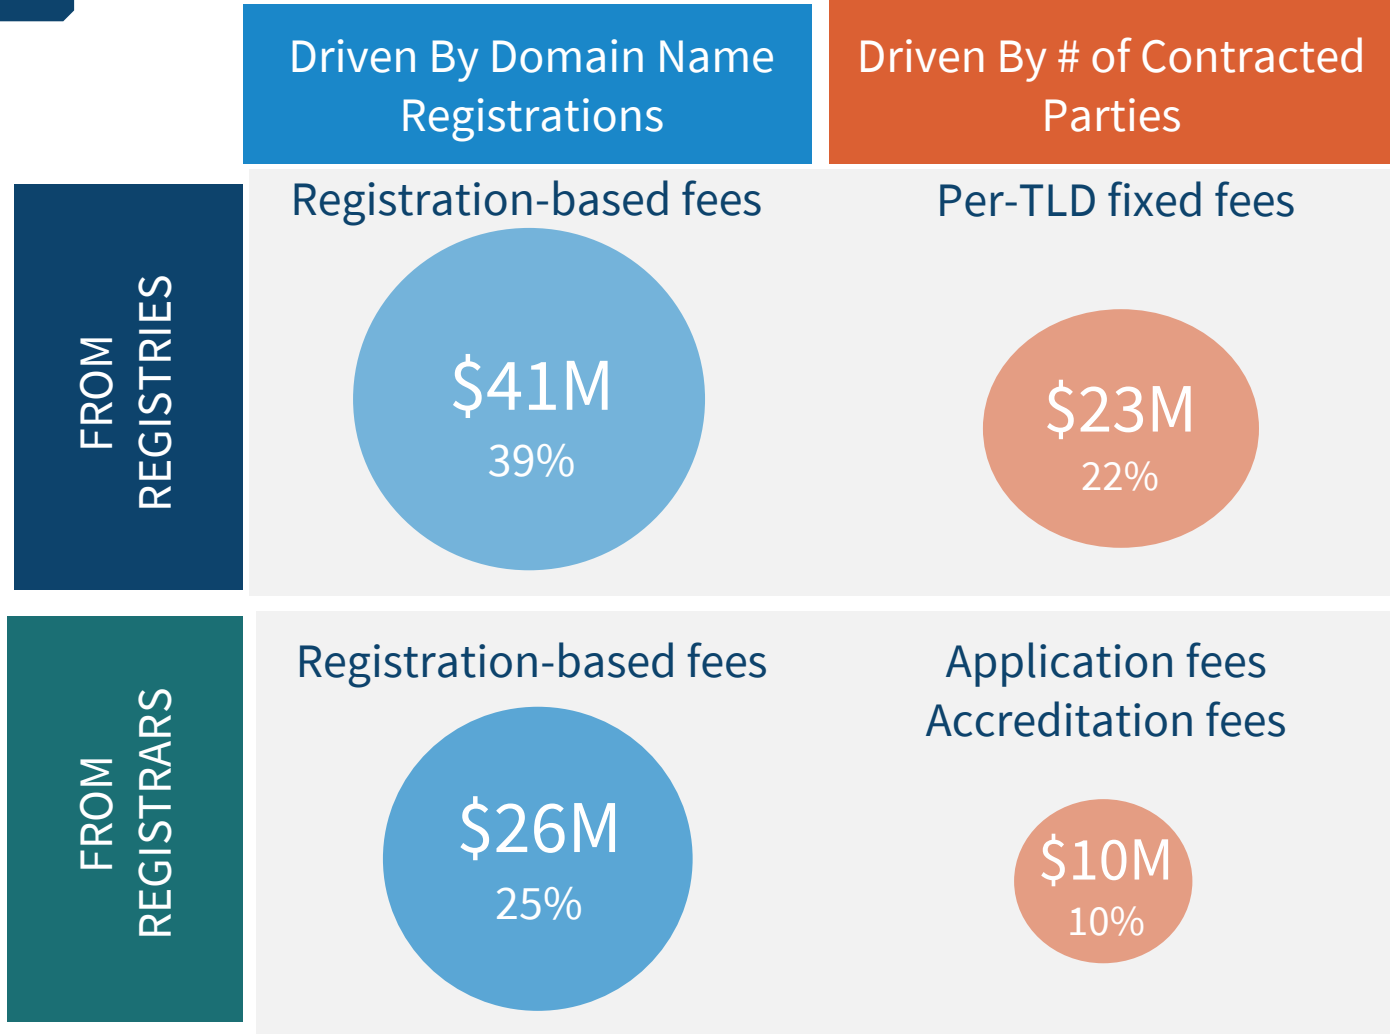 Driven By Domain Name
Registrations
Driven By # of Contracted
Parties
FROM
REGISTRIES
Registration-based fees
$41M
39%
Per-TLD fixed fees
$23M
22%
FROM
REGISTRARS
Registration-based fees
$26M
25%
Application fees
Accreditation fees
$10M
10%